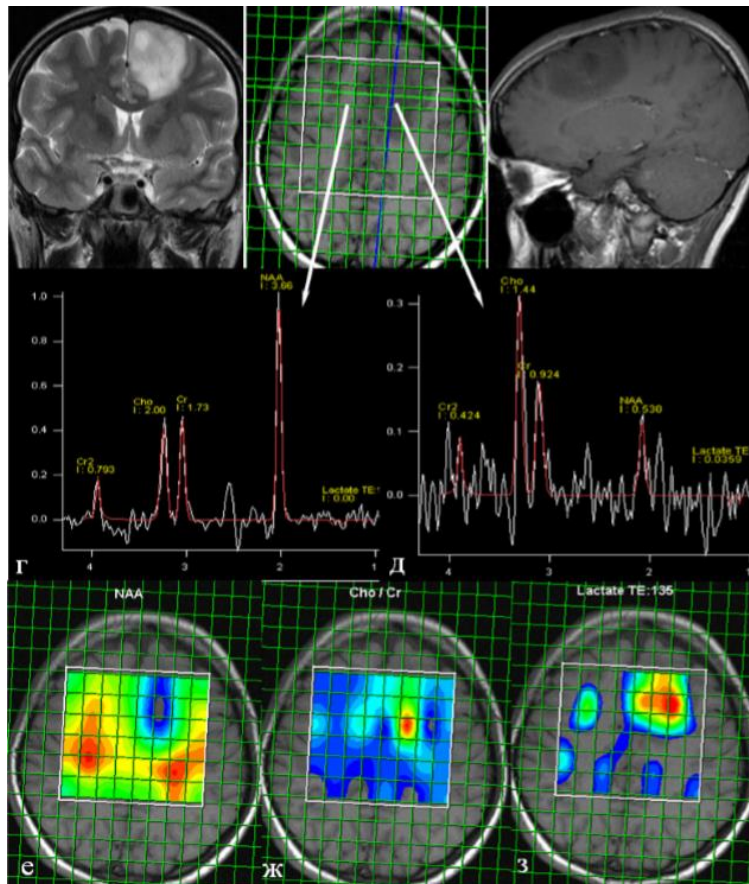 NAA
I: 3.66
Cho
I: 2.00
Cr
I: 1.73
Cr2
I: 0.793
Lactate TE:1
I: 0.00
1.0
0.8
0.6
0.4
0.2
0.0
4
3
2
1
г
Cho
I: 1.44
Cr
I: 0.924
Cr2
I: 0.424
NAA
I: 0.530
Lactate TE
I: 0.0359
0.3
0.2
0.1
0.0
4
3
2
1
Д
NAA
Cho / Cr
Lactate TE:135
е
ж
з